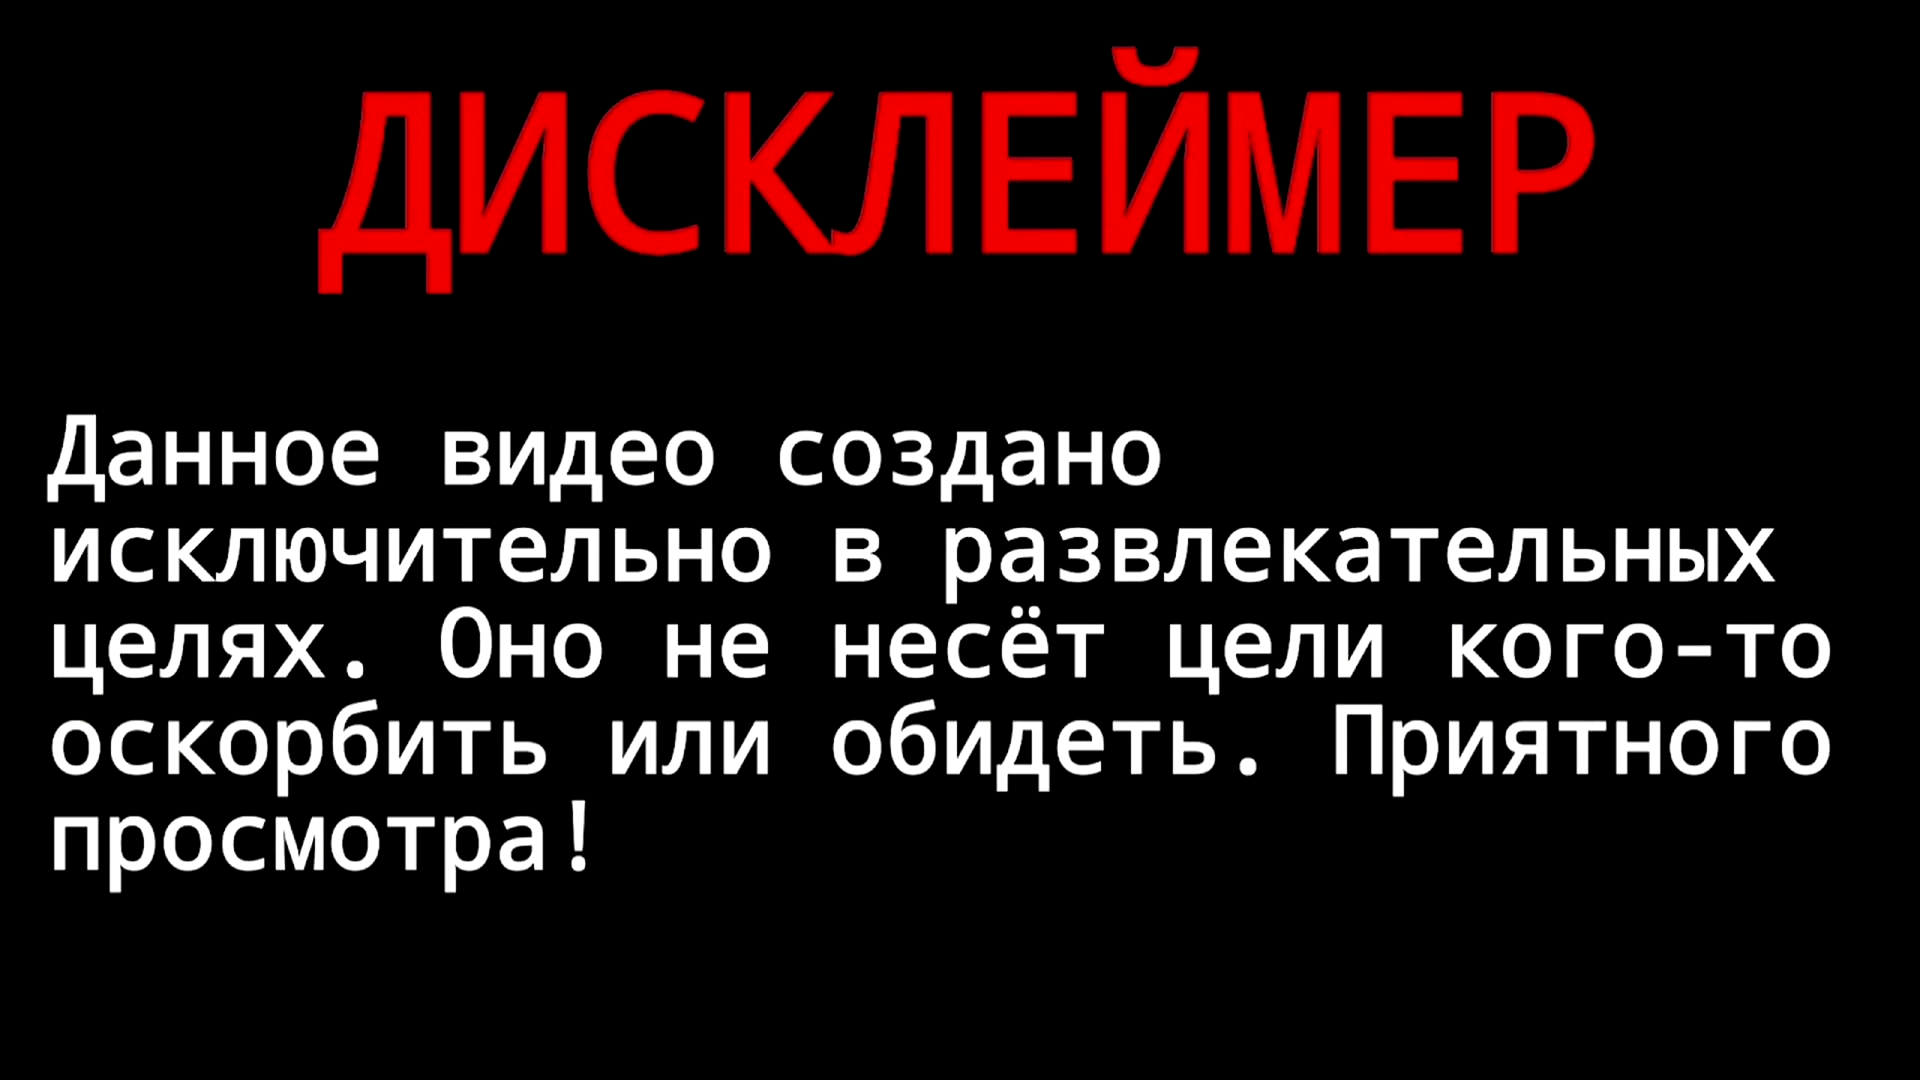 ДИСКЛЕЙМЕР
Данное видео создано
исключительно в развлекательных
целях. Оно не несёт цели кого-то
оскорбить или обидеть. Приятного
просмотра!